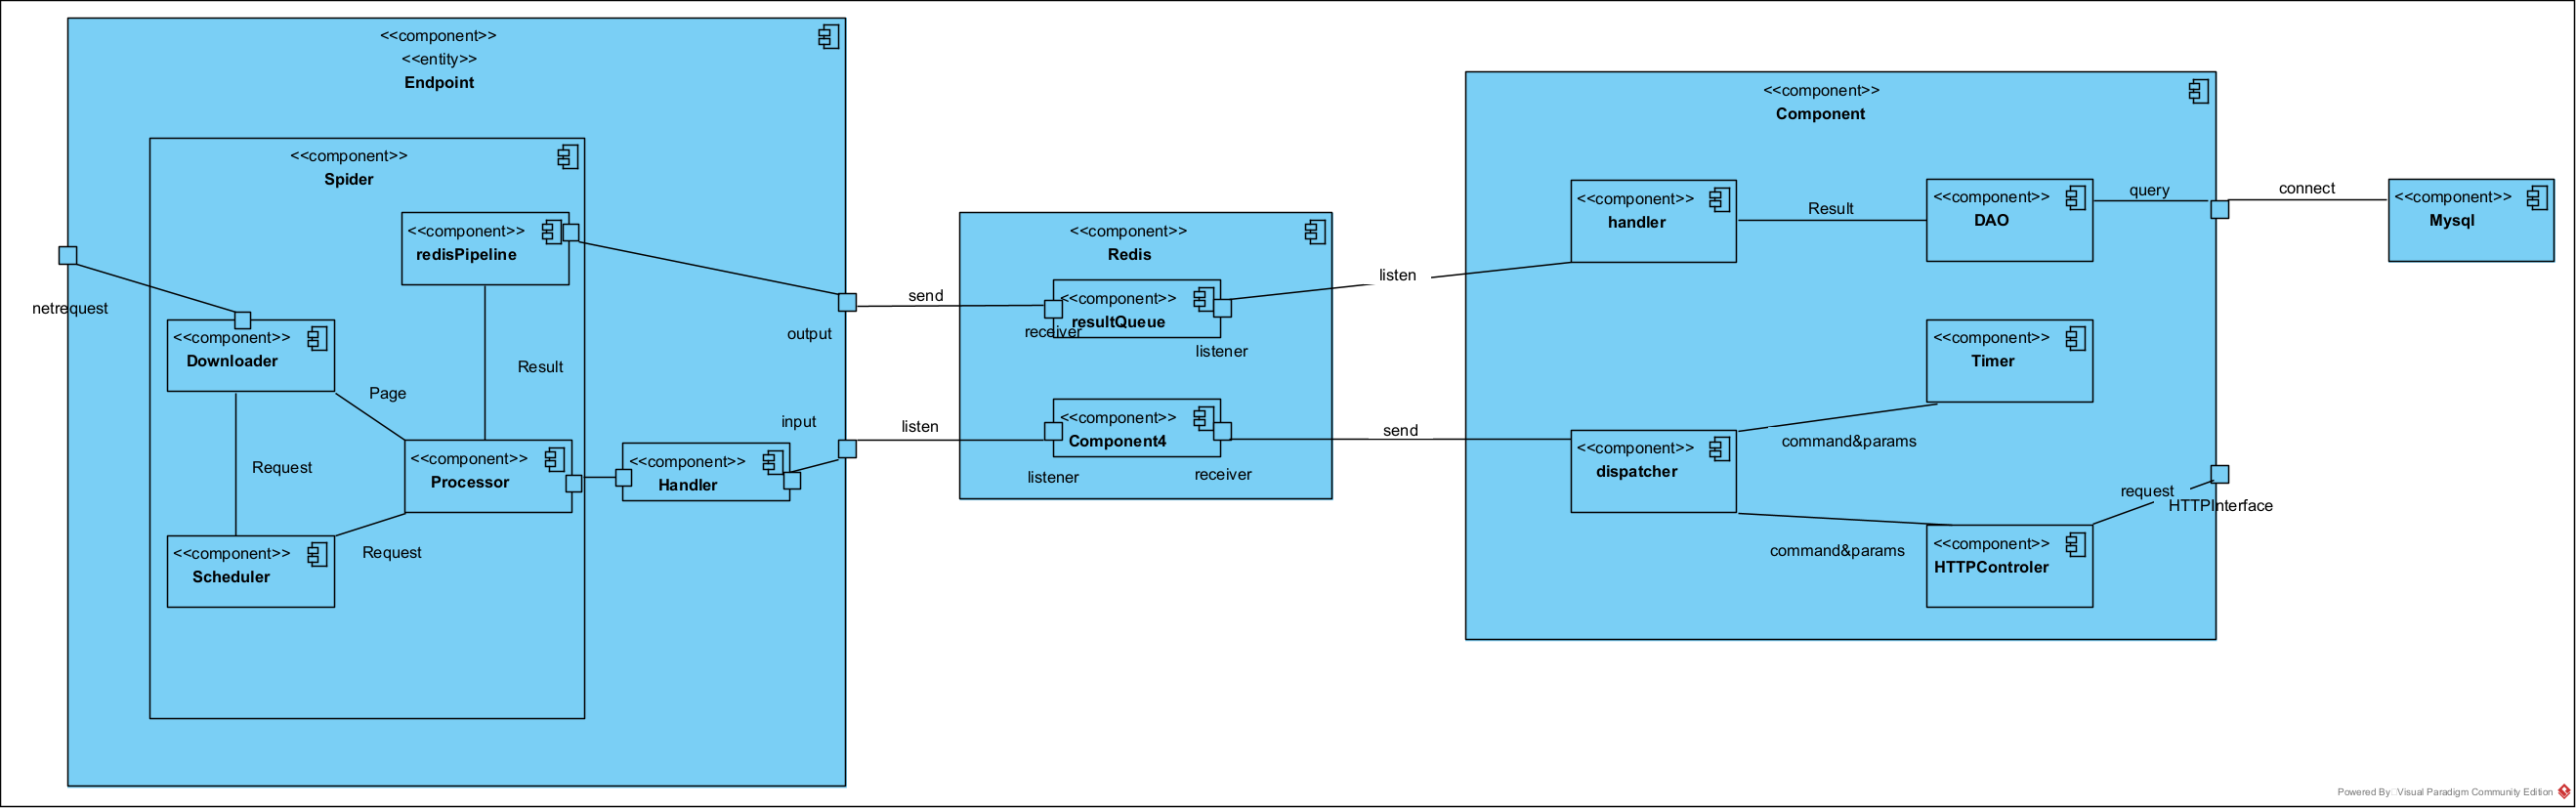 <<component>>
<<entity>>
Endpoint
<<component>>
Spider
<<component>>
redisPipeline
netrequest
<<component>>
Downloader
Page
Result
Request
<<component>>
Processor
<<component>>
Handler
Request
<<component>>
Scheduler
output
input
send
listen
<<component>>
Redis
<<component>>
resultQueue
receiver
listener
<<component>>
Component4
listener
receiver
listen
send
<<component>>
Component
<<component>>
handler
Result
<<component>>
DAO
query
connect
<<component>>
Mysql
<<component>>
Timer
command&params
<<component>>
dispatcher
request
HTTPInterface
command&params
<<component>>
HTTPControler
Powered By Visual Paradigm Community Edition